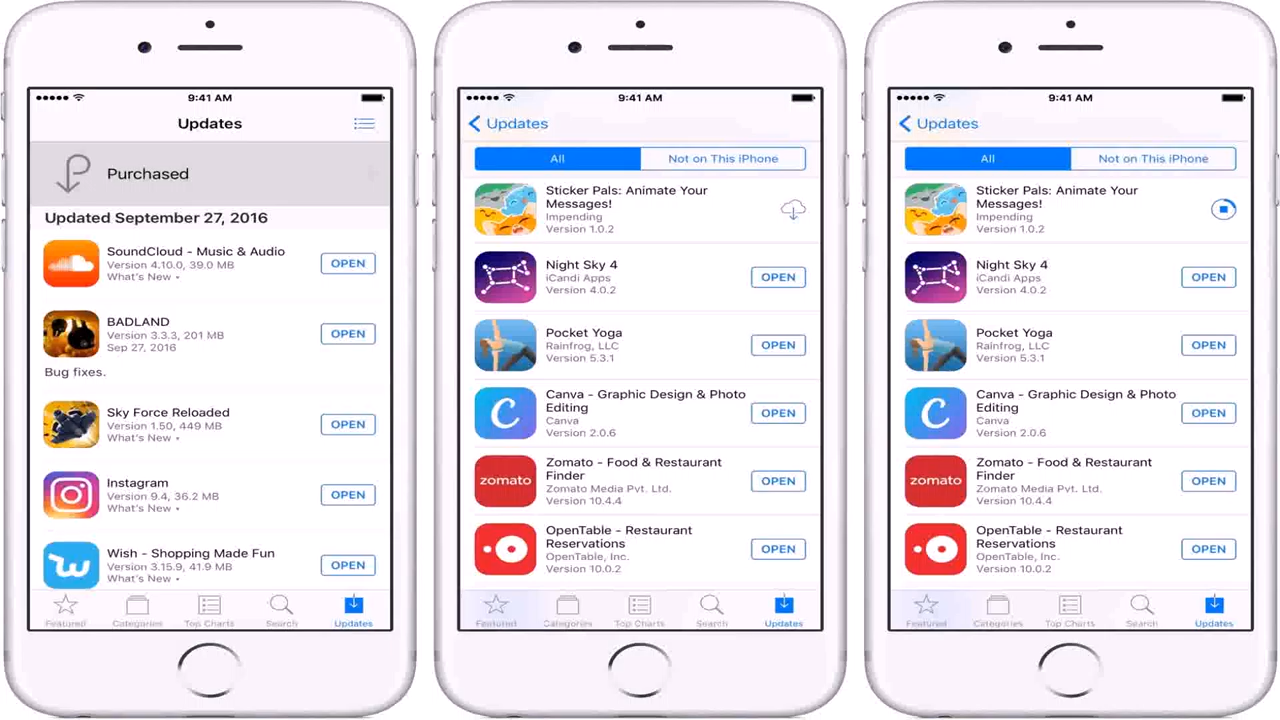 9:41 AM
Updates
Purchased
Updated September 27, 2016
SoundCloud - Music & Audio
Version 4.10.0, 39.0 MB
What's New
OPEN
BADLAND
Version 3.3.3, 201 MB
Sep 27, 2016
OPEN
Bug fixes.
Sky Force Reloaded
Version 1.50, 449 MB
What's New
OPEN
Instagram
Version 9.4, 36.2 MB
What's New
OPEN
Wish - Shopping Made Fun
Version 3.15.9, 41.9 MB
What's New
OPEN
Featured
Categories
Top Charts
Search
Updates
9:41 AM
Updates
All
Not on This iPhone
Sticker Pals: Animate Your
Messages!
Impending
Version 1.0.2
Night Sky 4
iCandi Apps
Version 4.0.2
OPEN
Pocket Yoga
Rainfrog, LLC
Version 5.3.1
OPEN
Canva - Graphic Design & Photo
Editing
Canva
Version 2.0.6
OPEN
zomato
Zomato - Food & Restaurant
Finder
Zomato Media Pvt. Ltd.
Version 10.4.4
OPEN
OpenTable - Restaurant
Reservations
OpenTable, Inc.
Version 10.0.2
OPEN
Featured
Categories
Top Charts
Search
Updates
9:41 AM
Updates
All
Not on This iPhone
Sticker Pals: Animate Your
Messages!
Impending
Version 1.0.2
Night Sky 4
iCandi Apps
Version 4.0.2
OPEN
Pocket Yoga
Rainfrog, LLC
Version 5.3.1
OPEN
Canva - Graphic Design & Photo
Editing
Canva
Version 2.0.6
OPEN
zomato
Zomato - Food & Restaurant
Finder
Zomato Media Pvt. Ltd.
Version 10.4.4
OPEN
OpenTable - Restaurant
Reservations
OpenTable, Inc.
Version 10.0.2
OPEN
Featured
Categories
Top Charts
Search
Updates